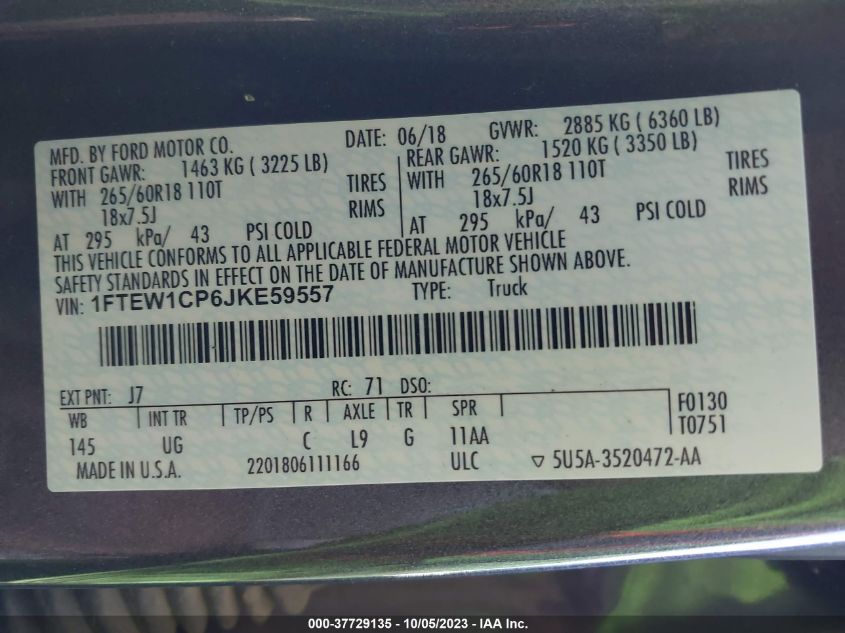 MFD. BY FORD MOTOR CO. DATE: 06/18 GVWR: 2885 KG ( 6360 LB)
FRONT GAWR: 1463 KG ( 3225 LB) REAR GAWR: 1520 KG ( 3350 LB)
WITH 265/60R18 110T TIRES WITH 265/60R18 110T TIRES
18x7.5J RIMS 18x7.5J RIMS
AT 295 kPa/ 43 PSI COLD AT 295 kPa/ 43 PSI COLD
THIS VEHICLE CONFORMS TO ALL APPLICABLE FEDERAL MOTOR VEHICLE
SAFETY STANDARDS IN EFFECT ON THE DATE OF MANUFACTURE SHOWN ABOVE.
VIN: 1FTEW1CP6JKE59557 TYPE: Truck
EXT PNT: J7 RC: 71 DSO:
WB INT TR TP/PS R AXLE TR SPR F0130
145 UG C L9 G 11AA T0751
MADE IN U.S.A. 2201806111166 ULC ▽ 5U5A-3520472-AA
000-37729135 - 10/05/2023 - IAA Inc.